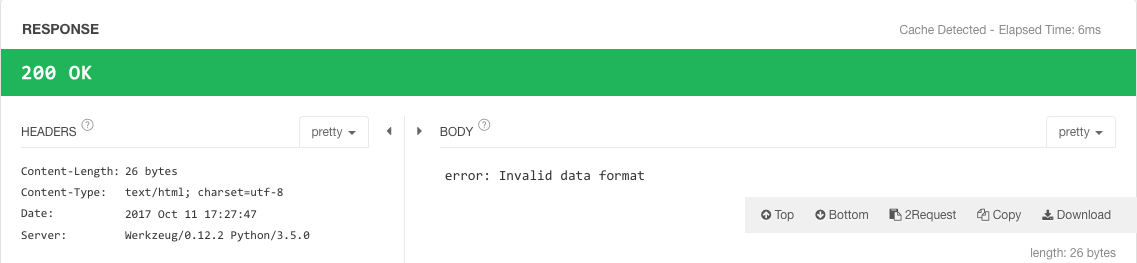 RESPONSE
Cache Detected - Elapsed Time: 6ms
200 OK
HEADERS ?
pretty
Content-Length: 26 bytes
Content-Type: text/html; charset=utf-8
Date: 2017 Oct 11 17:27:47
Server: Werkzeug/0.12.2 Python/3.5.0
BODY ?
pretty
error: Invalid data format
Top Bottom 2Request Copy Download
length: 26 bytes